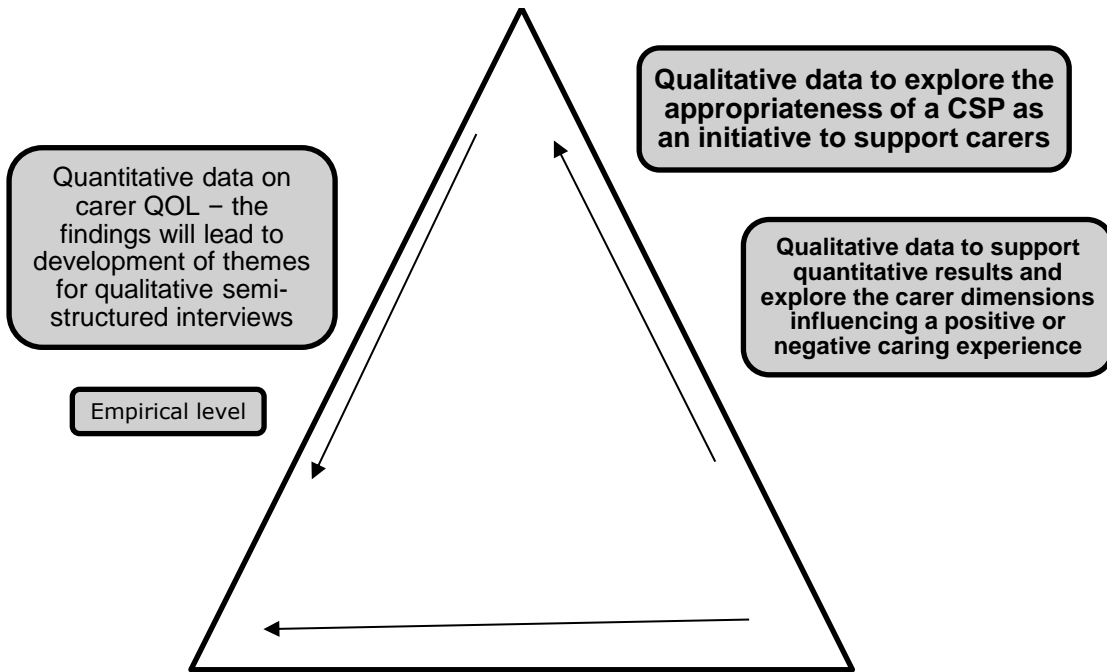 Qualitative data to explore the
appropriateness of a CSP as
an initiative to support carers
Quantitative data on
carer QOL – the
findings will lead to
development of themes
for qualitative semi-
structured interviews
Qualitative data to support
quantitative results and
explore the carer dimensions
influencing a positive or
negative caring experience
Empirical level